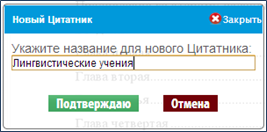 Новый Цитатник
Закрыть
Укажите название для нового Цитатника:
Лингвистические учения
Глава вторая
Подтверждаю
Отмена
Глава четвертая